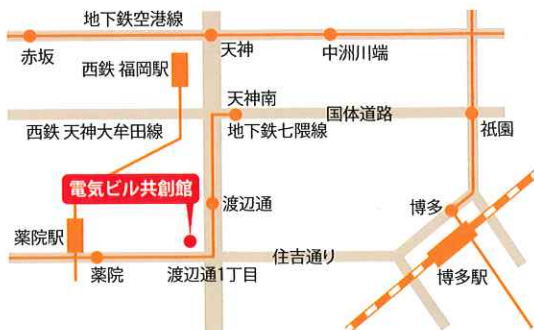 地下鉄空港線
赤坂
天神
中洲川端
西鉄 福岡駅
天神南
西鉄 天神大牟田線
地下鉄七隈線
国体道路
祇園
電気ビル共創館
渡辺通
博多
薬院駅
薬院
渡辺通1丁目
住吉通り
博多駅